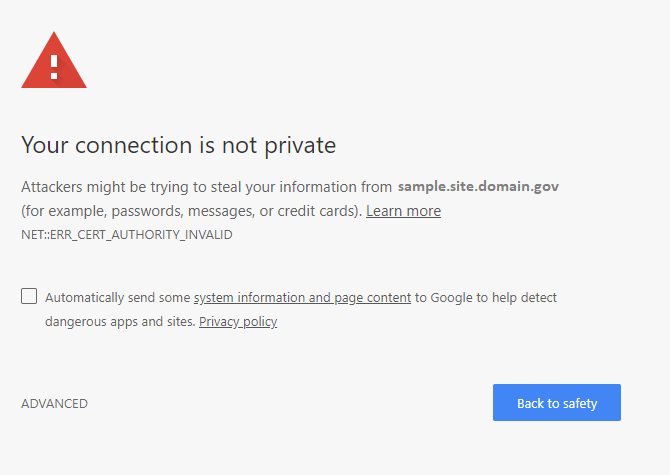 Your connection is not private
Attackers might be trying to steal your information from sample.site.domain.gov
(for example, passwords, messages, or credit cards). Learn more
NET::ERR_CERT_AUTHORITY_INVALID
Automatically send some system information and page content to Google to help detect
dangerous apps and sites. Privacy policy
ADVANCED
Back to safety